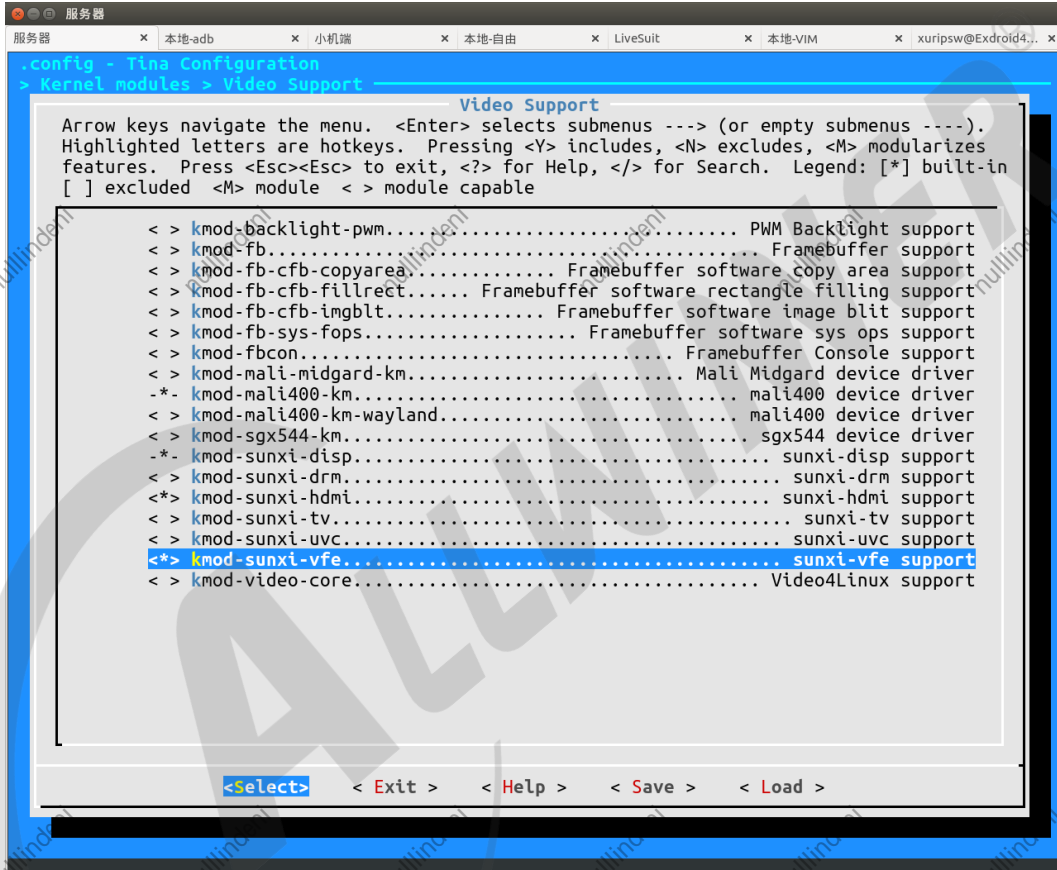 服务器
服务器 × 本地-adb × 小机端 × 本地-自由 × LiveSuit × 本地-VIM × xuripsw@Exdroid4... ×
.config - Tina Configuration
> Kernel modules > Video Support
Video Support
Arrow keys navigate the menu.  <Enter> selects submenus ---> (or empty submenus ----).
Highlighted letters are hotkeys.  Pressing <Y> includes, <N> excludes, <M> modularizes
features.  Press <Esc><Esc> to exit, <?> for Help, </> for Search.  Legend: [*] built-in
[ ] excluded  <M> module  < > module capable
< > kmod-backlight-pwm................................. PWM Backlight support
< > kmod-fb.............................................. Framebuffer support
< > kmod-fb-cfb-copyarea.............. Framebuffer software copy area support
< > kmod-fb-cfb-fillrect...... Framebuffer software rectangle filling support
< > kmod-fb-cfb-imgblt............... Framebuffer software image blit support
< > kmod-fb-sys-fops.................... Framebuffer software sys ops support
< > kmod-fbcon................................... Framebuffer Console support
< > kmod-mali-midgard-km.......................... Mali Midgard device driver
-*- kmod-mali400-km.................................... mali400 device driver
< > kmod-mali400-km-wayland............................ mali400 device driver
< > kmod-sgx544-km...................................... sgx544 device driver
-*- kmod-sunxi-disp...................................... sunxi-disp support
< > kmod-sunxi-drm........................................ sunxi-drm support
<*> kmod-sunxi-hdmi...................................... sunxi-hdmi support
< > kmod-sunxi-tv.......................................... sunxi-tv support
< > kmod-sunxi-uvc........................................ sunxi-uvc support
<*> kmod-sunxi-vfe........................................ sunxi-vfe support
< > kmod-video-core..................................... Video4Linux support
<Select>    < Exit >    < Help >    < Save >    < Load >
ALLWINNER